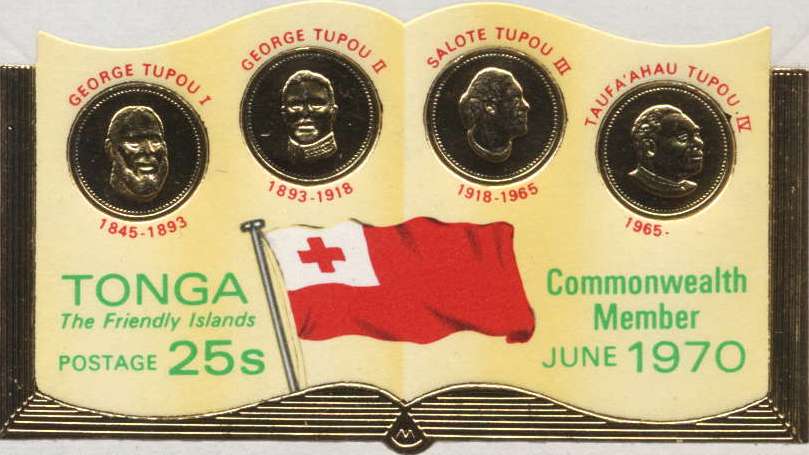 GEORGE TUPOU I
1845-1893
GEORGE TUPOU II
1893-1918
SALOTE TUPOU III
1918-1965
TAUFA'AHAU TUPOU.IV
1965-
TONGA
The Friendly Islands
POSTAGE 25s
Commonwealth
Member
JUNE 1970